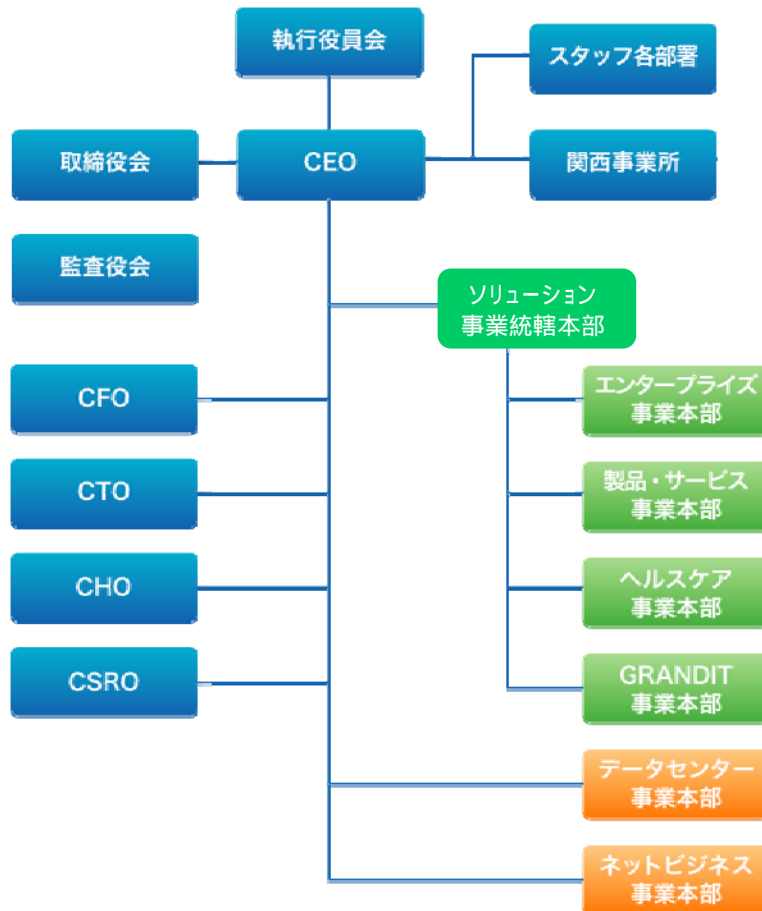 執行役員会
スタッフ各部署
取締役会
CEO
関西事業所
監査役会
ソリューション
事業統轄本部
CFO
エンタープライズ
事業本部
CTO
製品・サービス
事業本部
CHO
ヘルスケア
事業本部
CSRO
GRANDIT
事業本部
データセンター
事業本部
ネットビジネス
事業本部